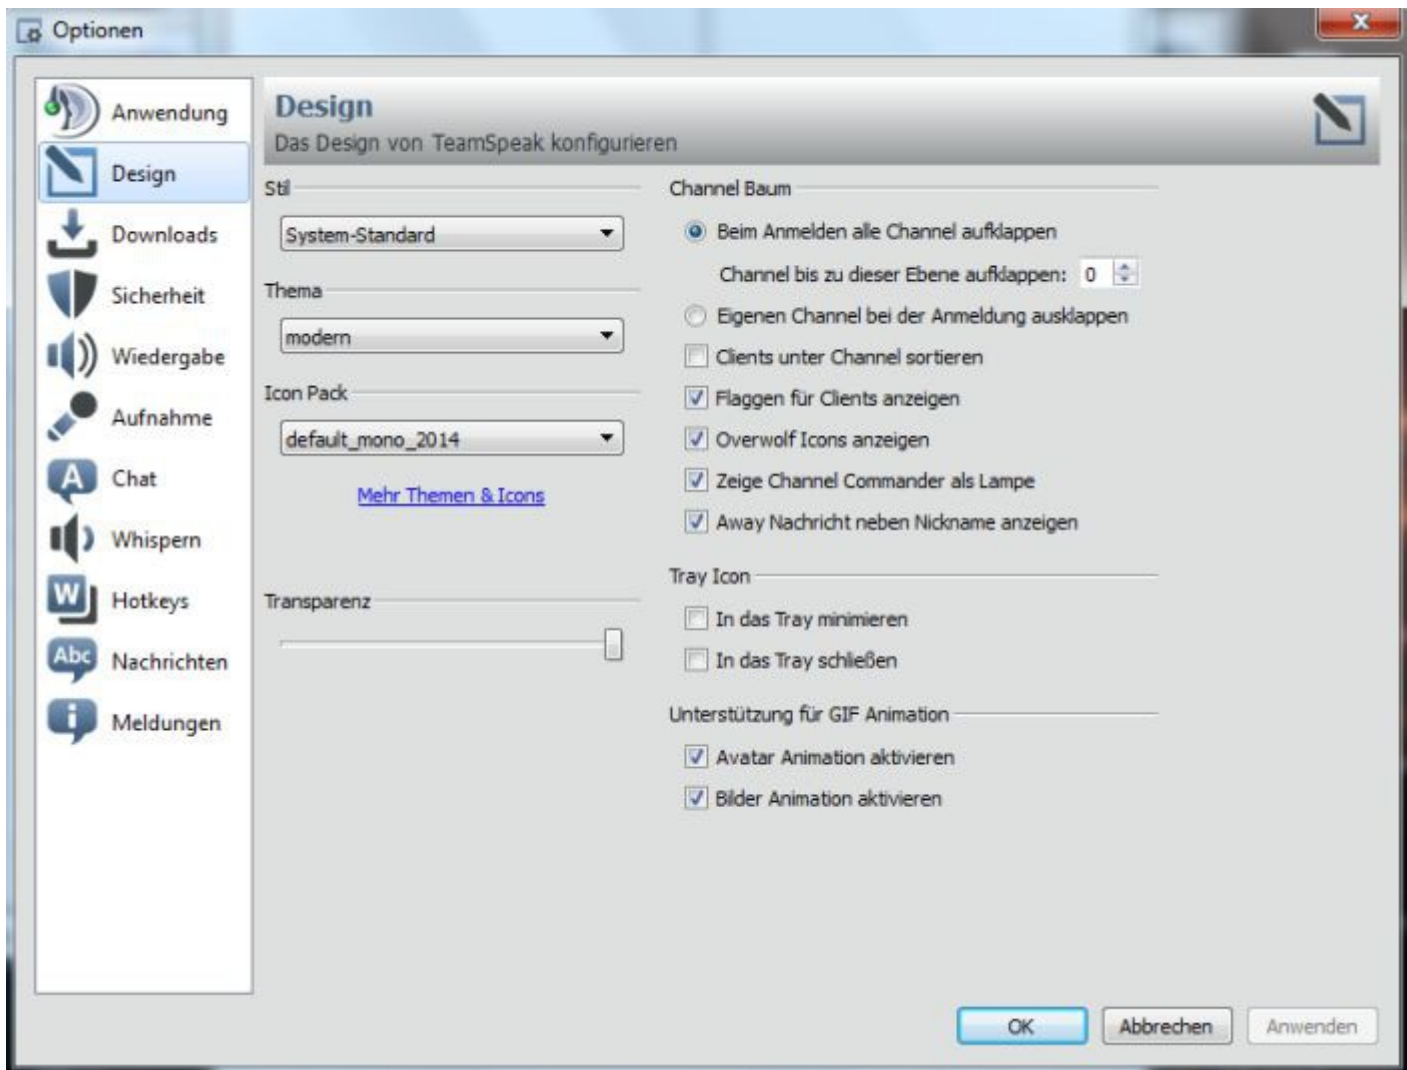 Optionen
Anwendung
Design
Downloads
Sicherheit
Wiedergabe
Aufnahme
A
Chat
Whispern
W
Hotkeys
Abc
Nachrichten
i
Meldungen
Design
Das Design von TeamSpeak konfigurieren
Stil
System-Standard
Thema
modern
Icon Pack
default_mono_2014
Mehr Themen & Icons
Transparenz
Channel Baum
Beim Anmelden alle Channel aufklappen
Channel bis zu dieser Ebene aufklappen: 0
Eigenen Channel bei der Anmeldung ausklappen
Clients unter Channel sortieren
Flaggen für Clients anzeigen
Overwolf Icons anzeigen
Zeige Channel Commander als Lampe
Away Nachricht neben Nickname anzeigen
Tray Icon
In das Tray minimieren
In das Tray schließen
Unterstützung für GIF Animation
Avatar Animation aktivieren
Bilder Animation aktivieren
OK Abbrechen Anwenden